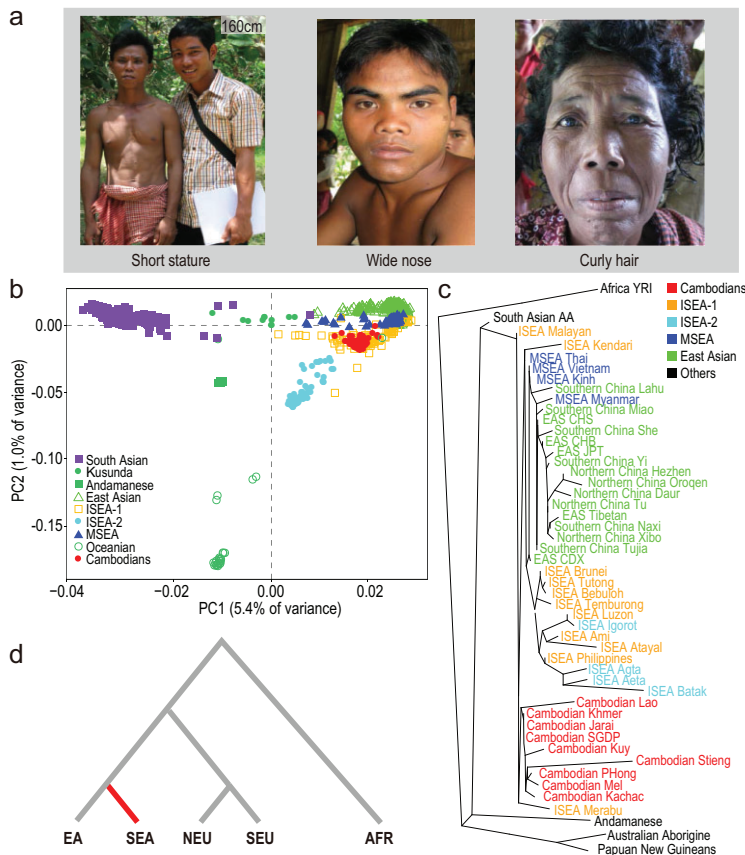 a
160cm
Short stature
Wide nose
Curly hair
b
0.00
−0.05
−0.10
−0.15
PC2 (1.0% of variance)
South Asian
Kusunda
Andamanese
East Asian
ISEA-1
ISEA-2
MSEA
Oceanian
Cambodians
−0.04
−0.02
0.00
0.02
PC1 (5.4% of variance)
c
Africa YRI
Cambodians
ISEA-1
ISEA-2
MSEA
East Asian
Others
South Asian AA
ISEA Malayan
ISEA Kendari
MSEA Thai
MSEA Vietnam
MSEA Kinh
Southern China Lahu
MSEA Myanmar
Southern China Miao
EAS CHS
Southern China She
EAS CHB
EAS JPT
Southern China Yi
Northern China Hezhen
Northern China Oroqen
Northern China Daur
Northern China Tu
EAS Tibetan
Southern China Naxi
Northern China Xibo
Southern China Tujia
EAS CDX
ISEA Brunei
ISEA Tutong
ISEA Bebuloh
ISEA Temburong
ISEA Luzon
ISEA Igorot
ISEA Ami
ISEA Atayal
ISEA Philippines
ISEA Agta
ISEA Aeta
ISEA Batak
Cambodian Lao
Cambodian Khmer
Cambodian Jarai
Cambodian SGDP
Cambodian Kuy
Cambodian Stieng
Cambodian PHong
Cambodian Mel
Cambodian Kachac
ISEA Merabu
Andamanese
Australian Aborigine
Papuan New Guineans
d
EA SEA NEU SEU AFR